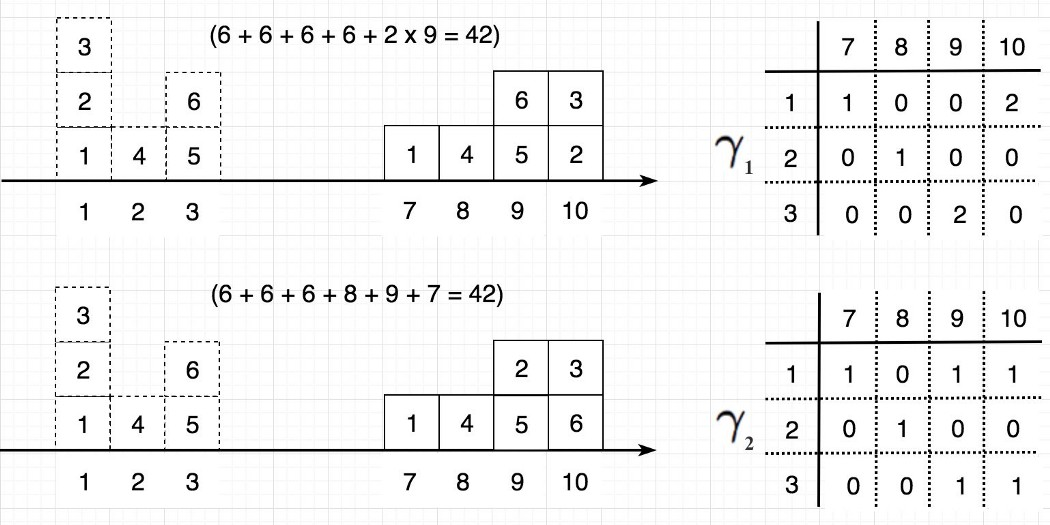 3
(6 + 6 + 6 + 6 + 2 x 9 = 42)
2 6 6 3
1 4 5 1 4 5 2
1 2 3 7 8 9 10
γ₁
7 8 9 10
1 1 0 0 2
2 0 1 0 0
3 0 0 2 0
3
(6 + 6 + 6 + 8 + 9 + 7 = 42)
2 6 2 3
1 4 5 1 4 5 6
1 2 3 7 8 9 10
γ₂
7 8 9 10
1 1 0 1 1
2 0 1 0 0
3 0 0 1 1